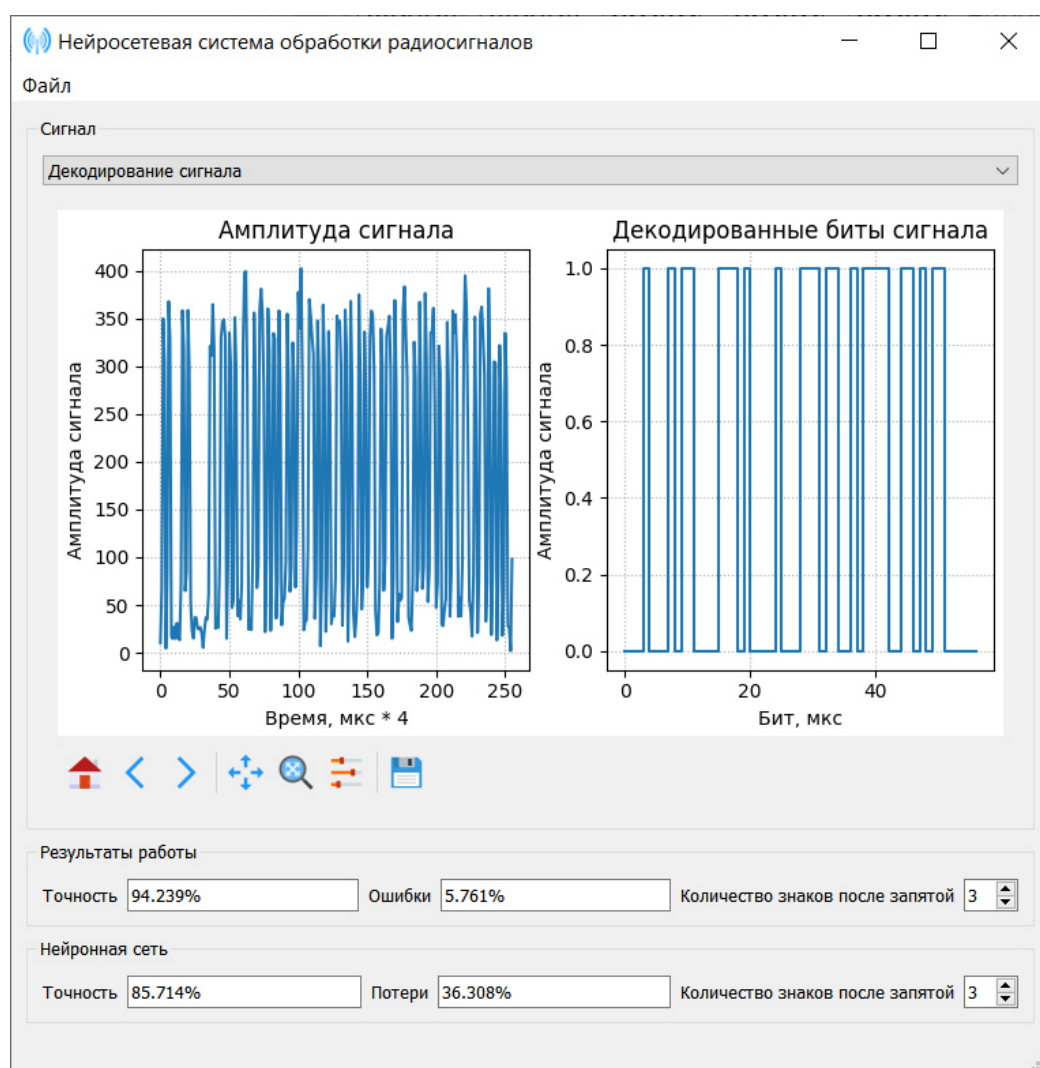 Нейросетевая система обработки радиосигналов
Файл
Сигнал
Декодирование сигнала
Амплитуда сигнала
Амплитуда сигнала
400
350
300
250
200
150
100
50
0
0 50 100 150 200 250
Время, мкс * 4
Декодированные биты сигнала
Амплитуда сигнала
1.0
0.8
0.6
0.4
0.2
0.0
0 20 40
Бит, мкс
Результаты работы
Точность 94.239% Ошибки 5.761% Количество знаков после запятой 3
Нейронная сеть
Точность 85.714% Потери 36.308% Количество знаков после запятой 3